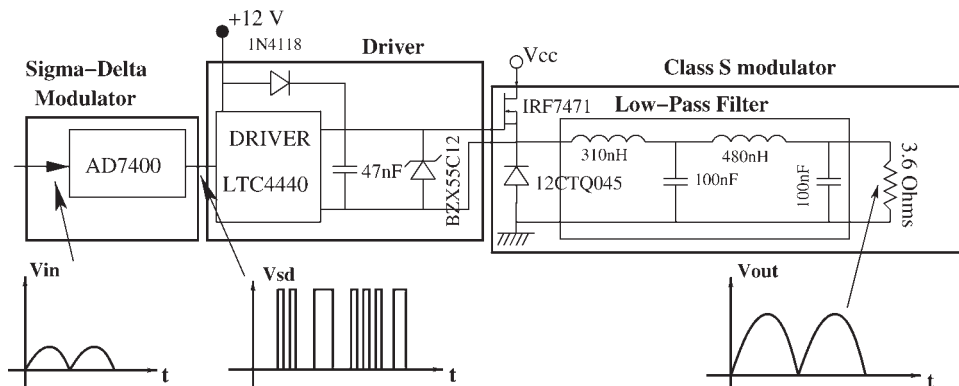 +12 V
1N4118
Driver
Sigma−Delta
Modulator
Vcc
Class S modulator
IRF7471
Low−Pass Filter
AD7400
DRIVER
LTC4440
47nF
BZX55C12
12CTQ045
310nH
480nH
100nF
100nF
3.6 Ohms
Vin
t
Vsd
t
Vout
t